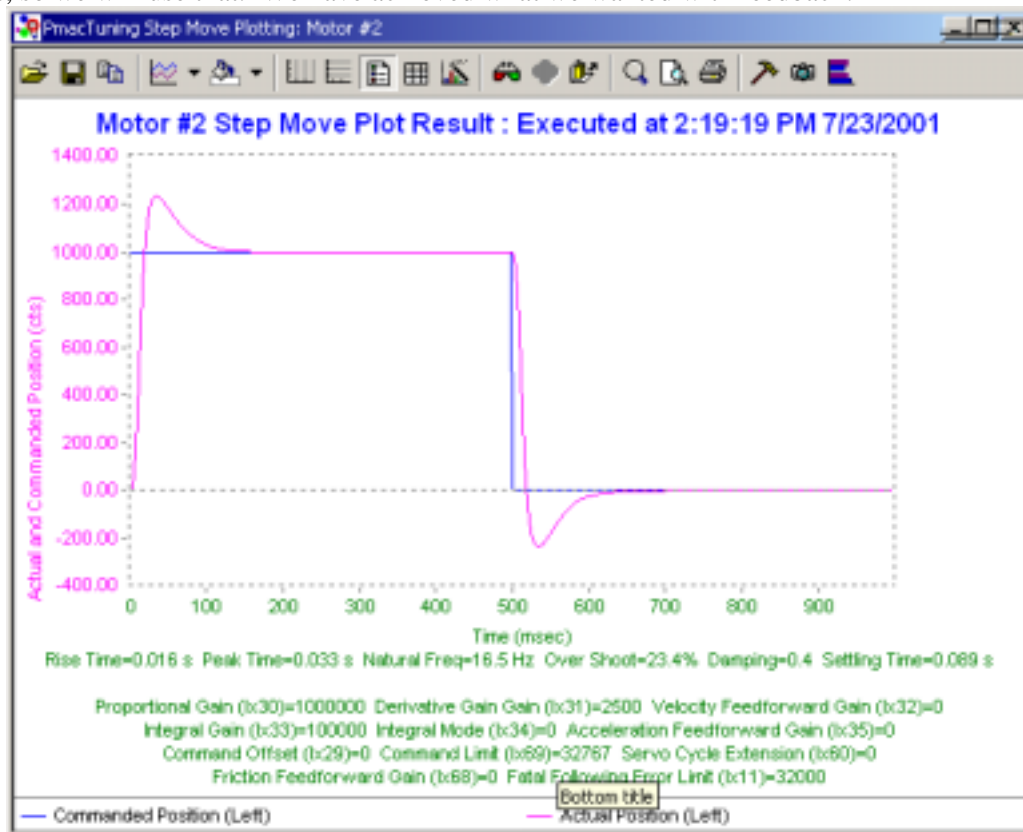 PmacTuning Step Move Plotting: Motor #2
Motor #2 Step Move Plot Result : Executed at 2:19:19 PM 7/23/2001
1400.00
1200.00
1000.00
800.00
600.00
400.00
200.00
0.00
-200.00
-400.00
Actual and Commanded Position (cts)
0 100 200 300 400 500 600 700 800 900
Time (msec)
Rise Time=0.016 s Peak Time=0.033 s Natural Freq=16.5 Hz Over Shoot=23.4% Damping=0.4 Settling Time=0.089 s
Proportional Gain (Ix30)=1000000 Derivative Gain Gain (Ix31)=2500 Velocity Feedforward Gain (Ix32)=0
Integral Gain (Ix33)=100000 Integral Mode (Ix34)=0 Acceleration Feedforward Gain (Ix35)=0
Command Offset (Ix29)=0 Command Limit (Ix69)=32767 Servo Cycle Extension (Ix60)=0
Friction Feedforward Gain (Ix68)=0 Fatal Following Error Limit (Ix11)=32000
Bottom title
Commanded Position (Left) Actual Position (Left)